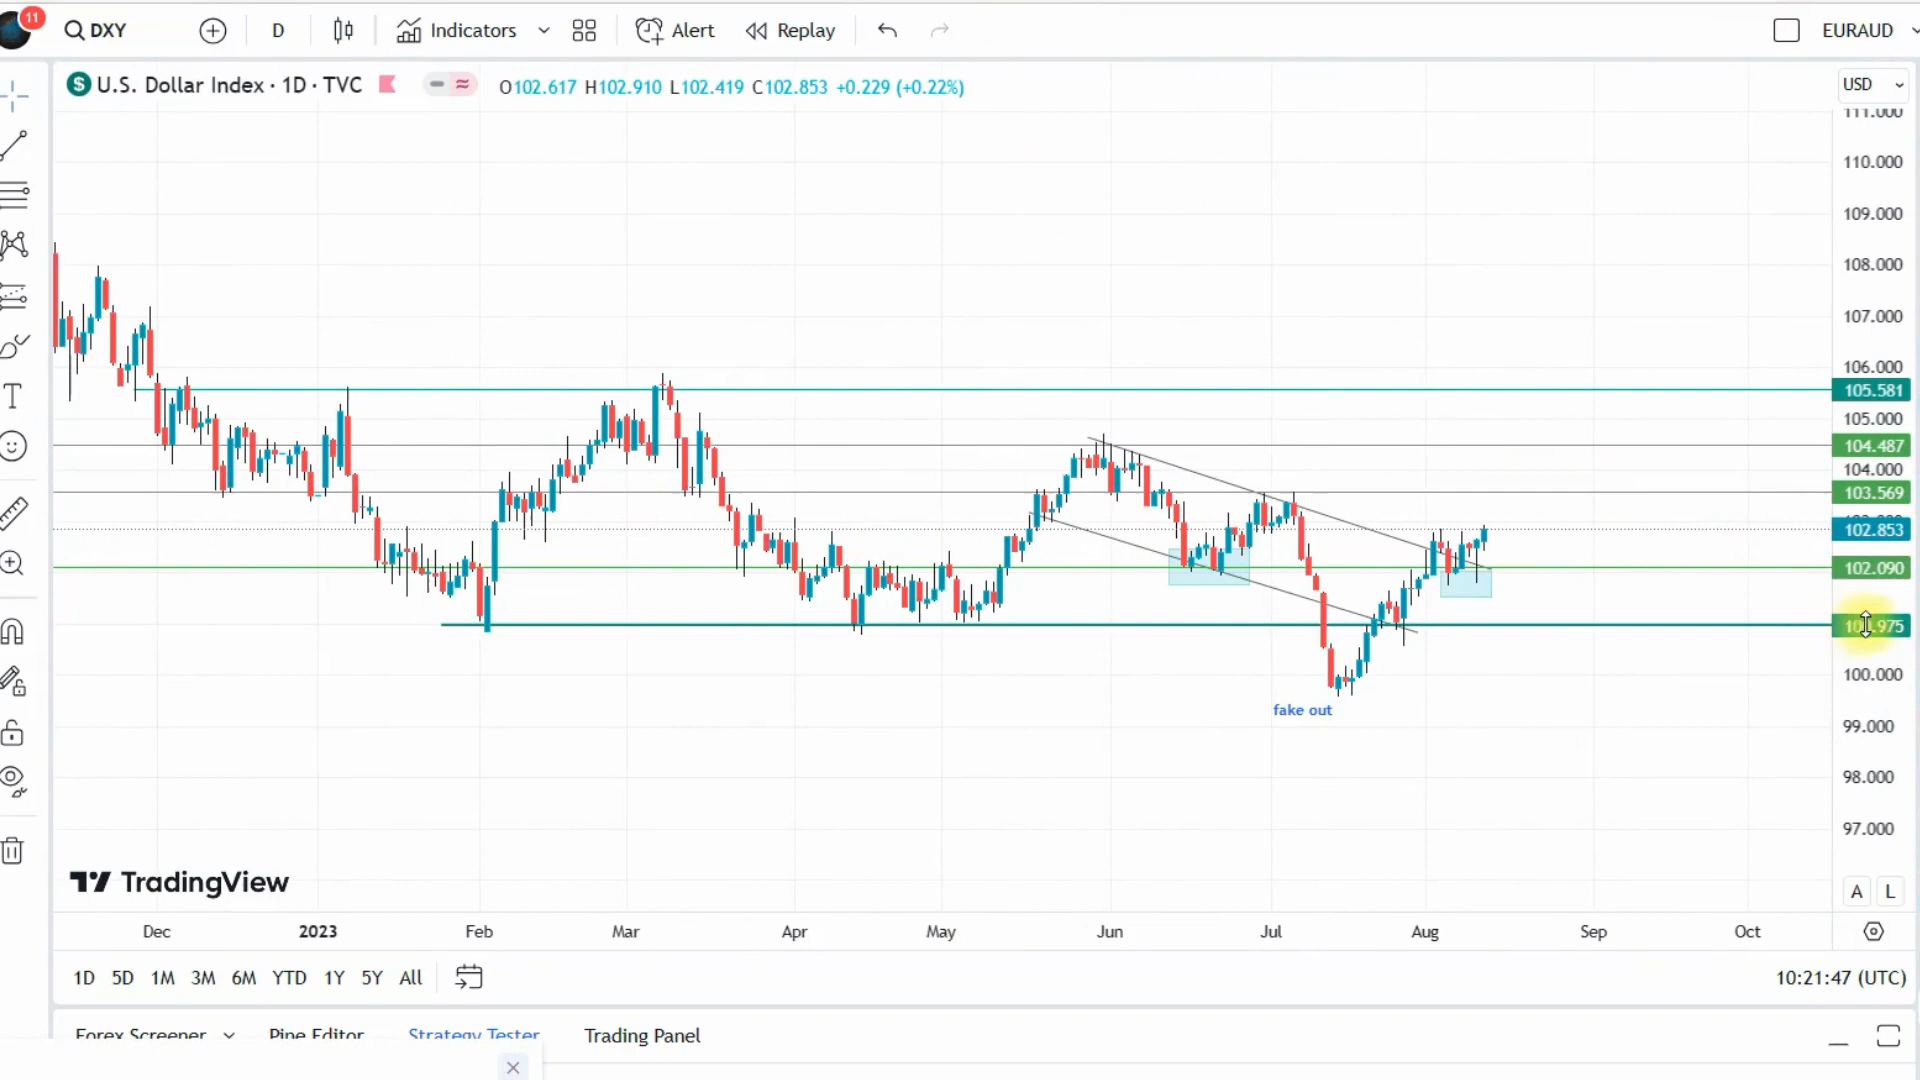 11
DXY
D
Indicators
Alert
Replay
EURAUD
U.S. Dollar Index · 1D · TVC
O102.617 H102.910 L102.419 C102.853 +0.229 (+0.22%)
USD
111.000
110.000
109.000
108.000
107.000
106.000
105.581
105.000
104.487
104.000
103.569
102.853
102.090
100.000
99.000
98.000
97.000
fake out
TradingView
A L
Dec 2023 Feb Mar Apr May Jun Jul Aug Sep Oct
1D 5D 1M 3M 6M YTD 1Y 5Y All
10:21:47 (UTC)
Forex Screener Pine Editor Strategy Tester Trading Panel